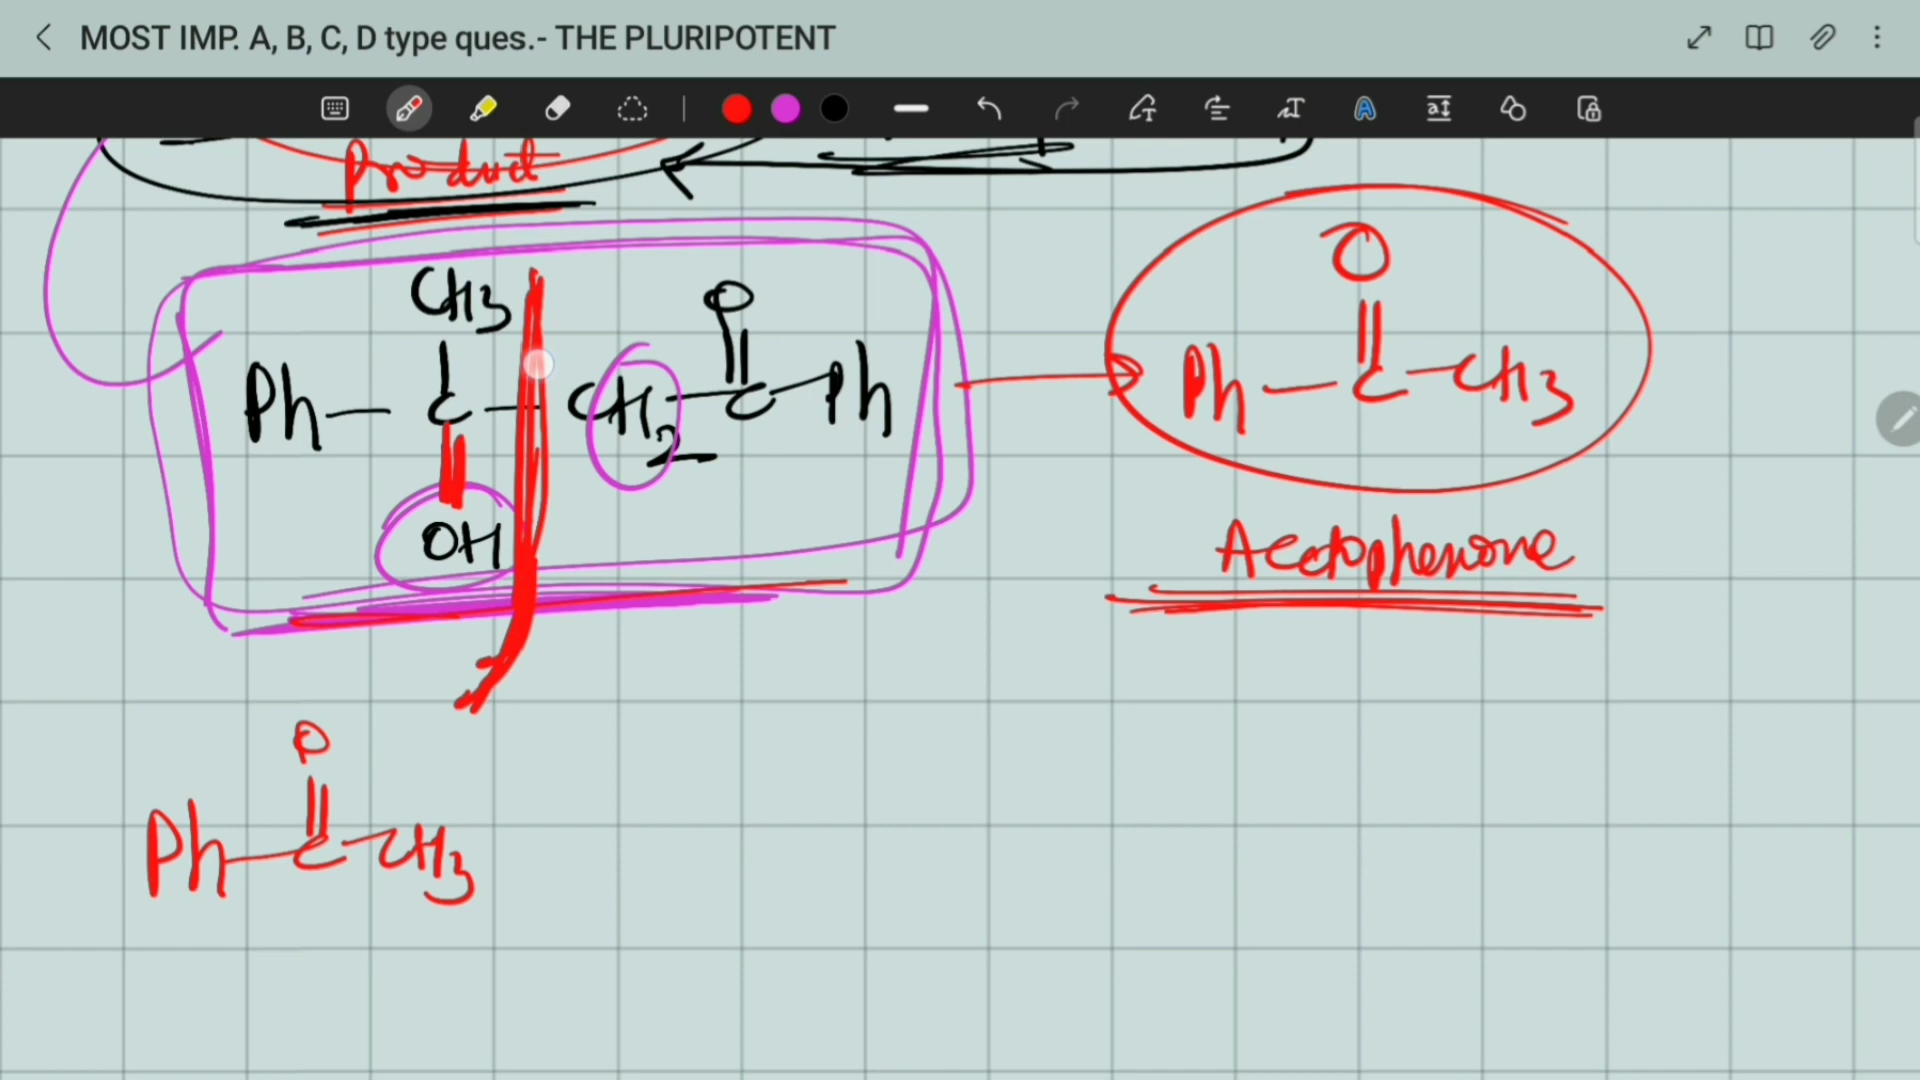 MOST IMP. A, B, C, D type ques.- THE PLURIPOTENT
Product
CH3
O
O
Ph-C-CH2-C-Ph
Ph-C-CH3
OH
Acetophenone
O
Ph-C-CH3